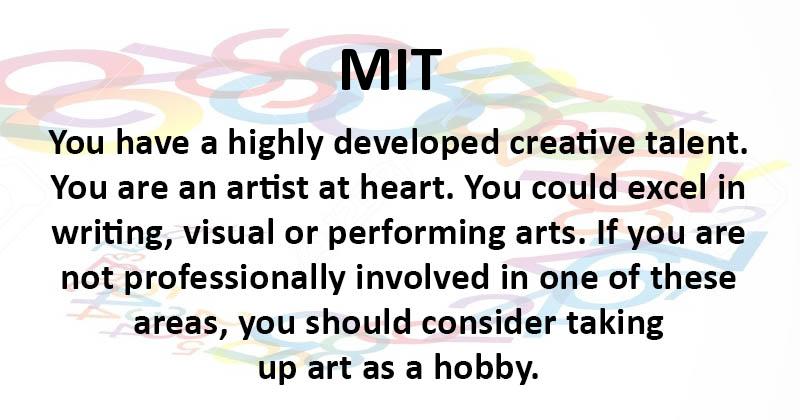 MIT
You have a highly developed creative talent.
You are an artist at heart. You could excel in
writing, visual or performing arts. If you are
not professionally involved in one of these
areas, you should consider taking
up art as a hobby.